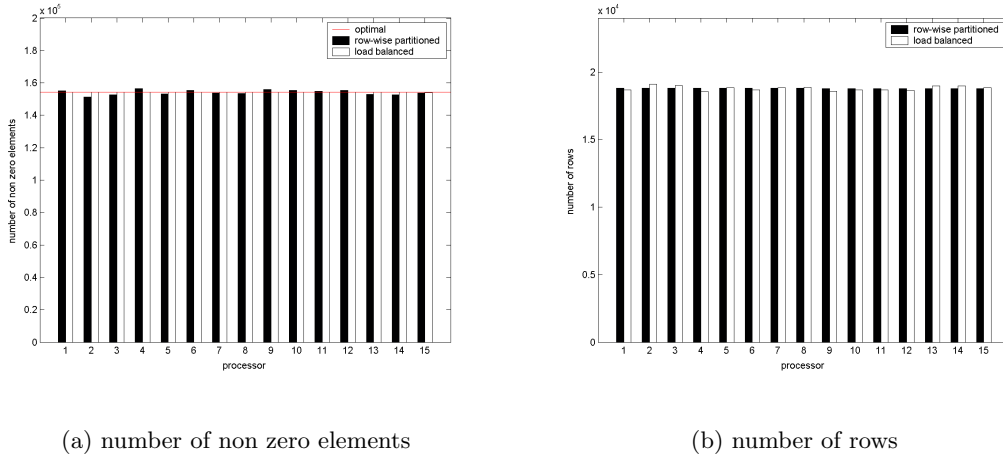 x 10^5
optimal
row-wise partitioned
load balanced
2
1.8
1.6
1.4
1.2
1
0.8
0.6
0.4
0.2
0
number of non zero elements
1 2 3 4 5 6 7 8 9 10 11 12 13 14 15
processor
(a) number of non zero elements
x 10^4
row-wise partitioned
load balanced
2
1.5
1
0.5
0
number of rows
1 2 3 4 5 6 7 8 9 10 11 12 13 14 15
processor
(b) number of rows